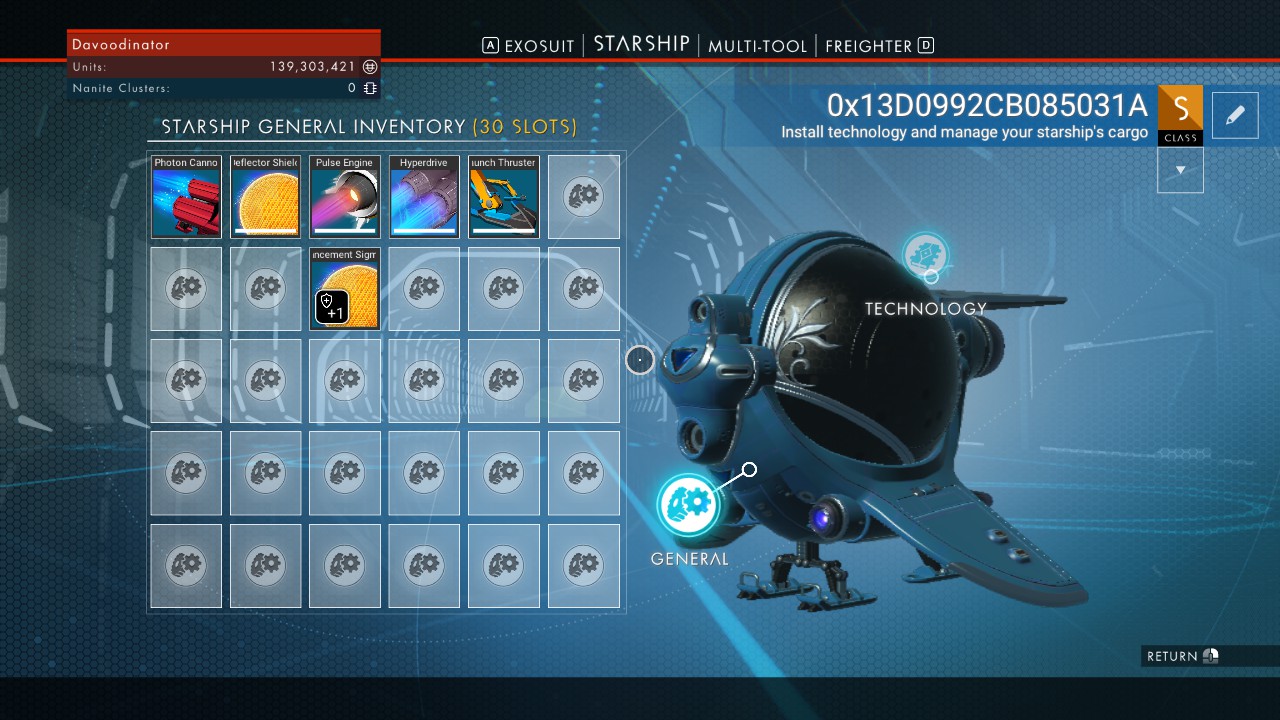 Davoodinator
Units: 139,303,421
Nanite Clusters: 0
A EXOSUIT STARSHIP MULTI-TOOL FREIGHTER D
0x13D0992CB085031A
Install technology and manage your starship's cargo
S
CLASS
STARSHIP GENERAL INVENTORY (30 SLOTS)
Photon Canno eflector Shield Pulse Engine Hyperdrive unch Thruster
ncement Sigm
+1
TECHNOLOGY
GENERAL
RETURN